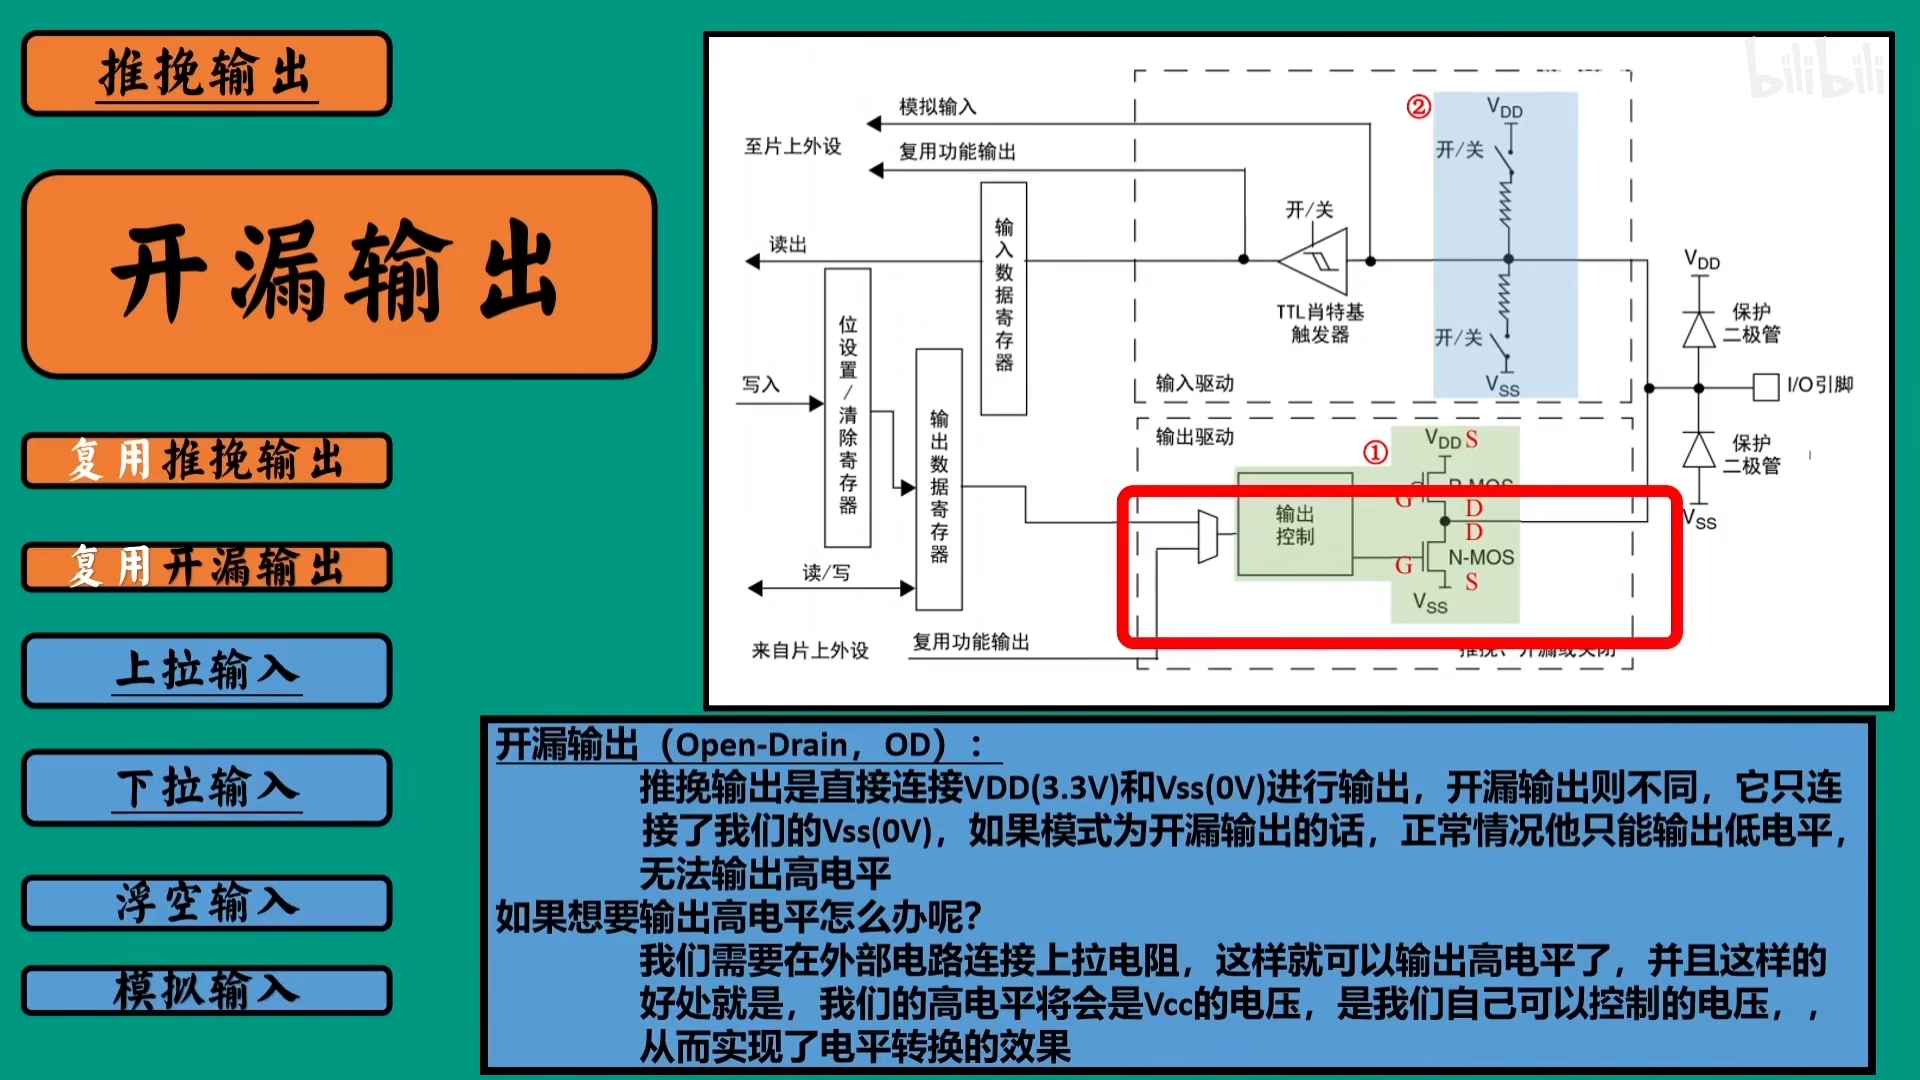 推挽输出
开漏输出
复用推挽输出
复用开漏输出
上拉输入
下拉输入
浮空输入
模拟输入
bilibili
模拟输入
至片上外设
复用功能输出
读出
输入数据寄存器
位设置/清除寄存器
写入
输出数据寄存器
读/写
来自片上外设
复用功能输出
②
VDD
开/关
开/关
TTL肖特基
触发器
开/关
VSS
输入驱动
VDD
保护
二极管
I/O引脚
保护
二极管
VSS
输出驱动
①
VDD S
P-MOS
G
D
D
输出
控制
G
N-MOS
S
VSS
推挽、开漏或关闭
开漏输出（Open-Drain，OD）：
推挽输出是直接连接VDD(3.3V)和Vss(0V)进行输出，开漏输出则不同，它只连
接了我们的Vss(0V)，如果模式为开漏输出的话，正常情况他只能输出低电平，
无法输出高电平
如果想要输出高电平怎么办呢？
我们需要在外部电路连接上拉电阻，这样就可以输出高电平了，并且这样的
好处就是，我们的高电平将会是Vcc的电压，是我们自己可以控制的电压，，
从而实现了电平转换的效果